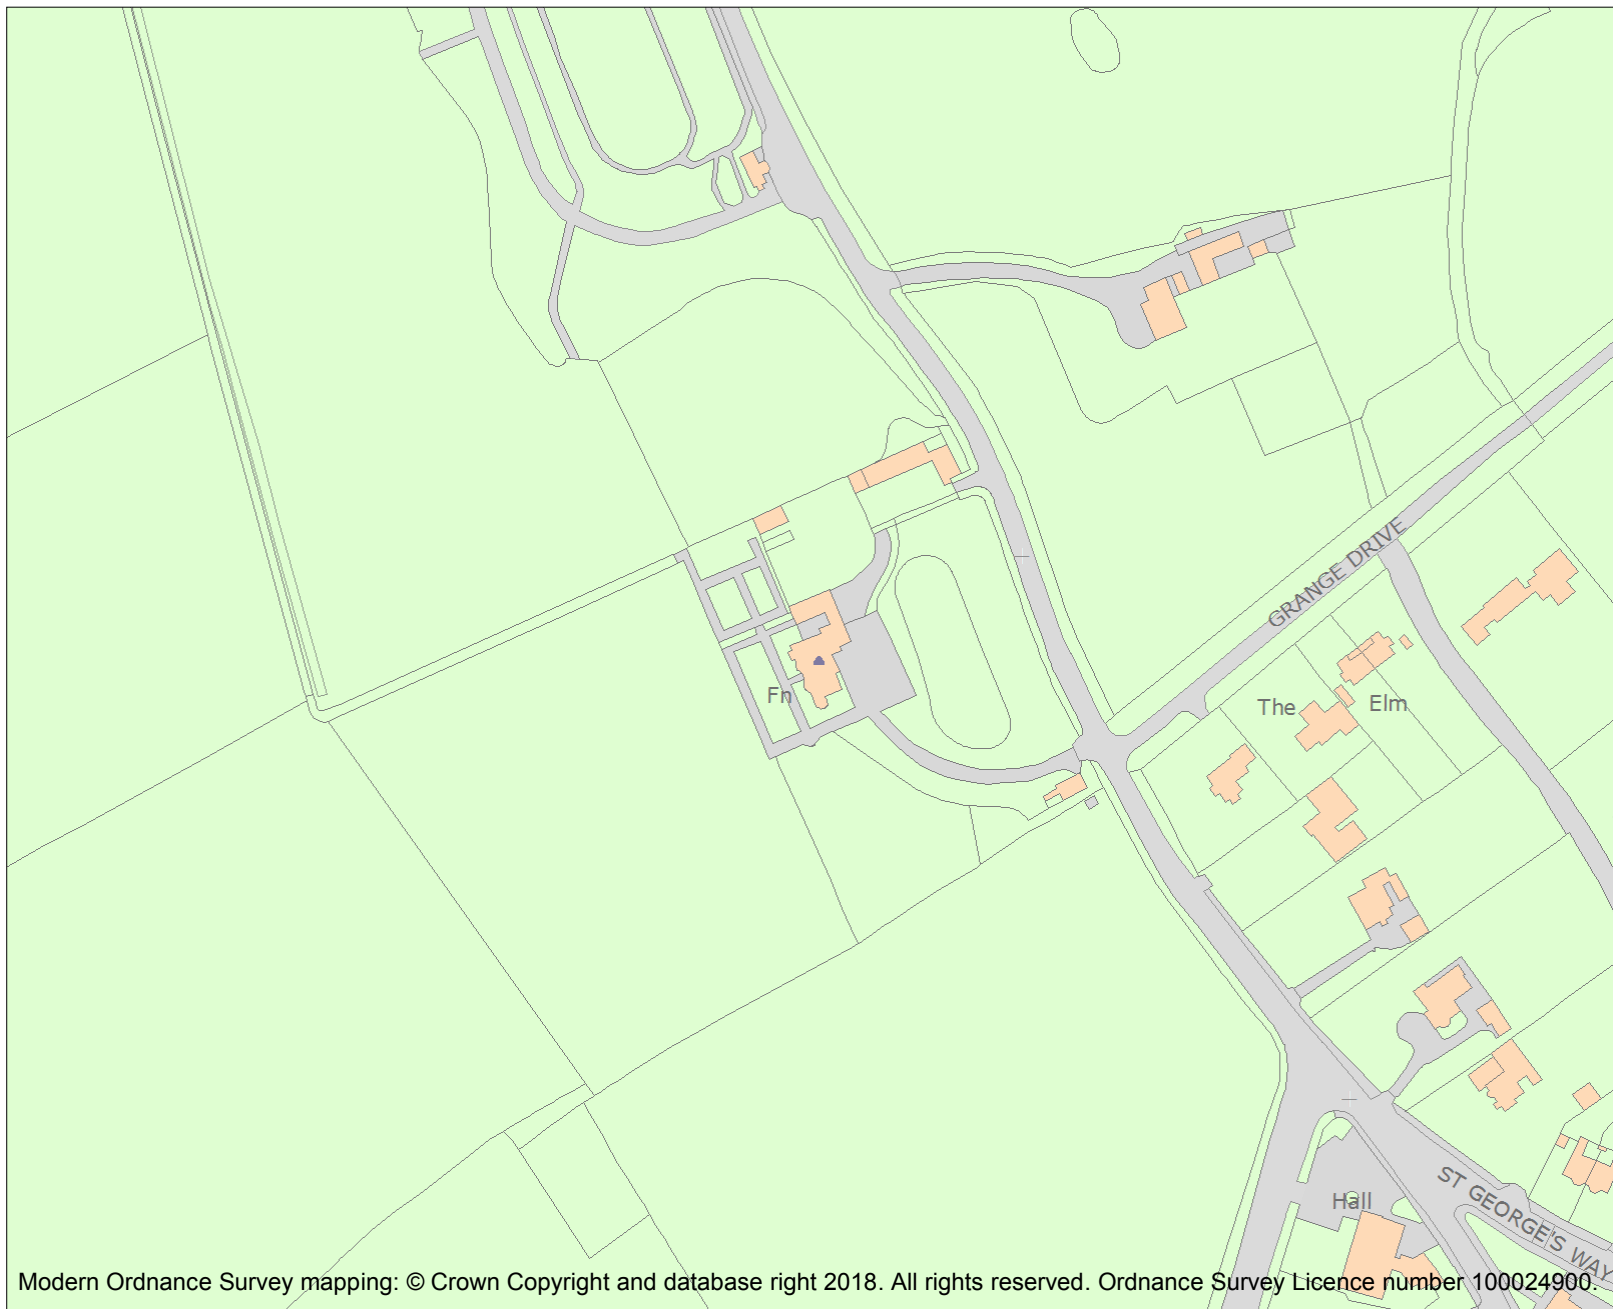 GRANGE DRIVE
Fn
The Elm
Hall
ST GEORGE'S WAY
Modern Ordnance Survey mapping: © Crown Copyright and database right 2018. All rights reserved. Ordnance Survey Licence number 100024900.